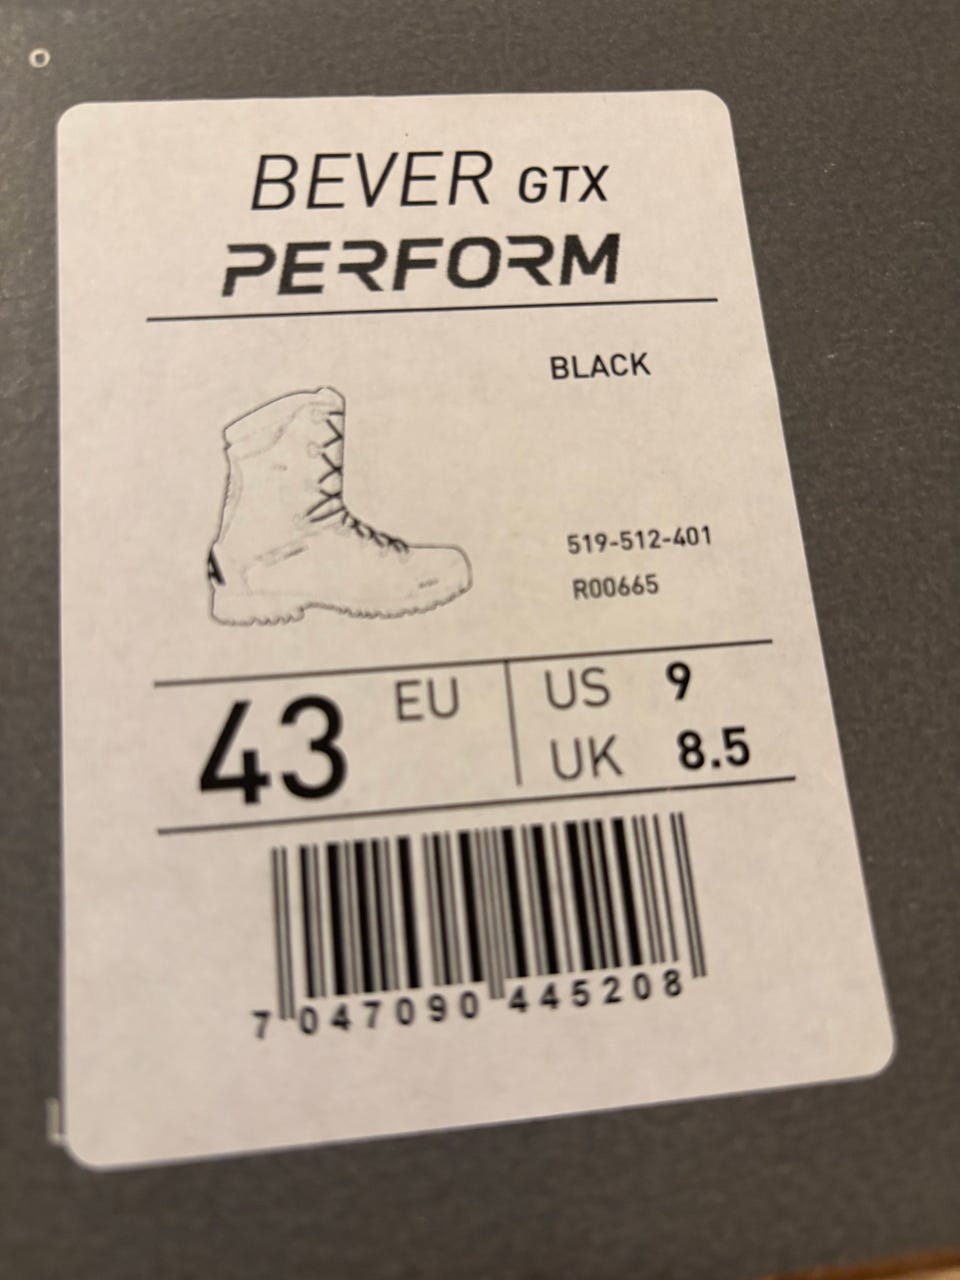 BEVER GTX
PERFORM
BLACK
519-512-401
R00665
43 EU
US 9
UK 8.5
7 047090 445208